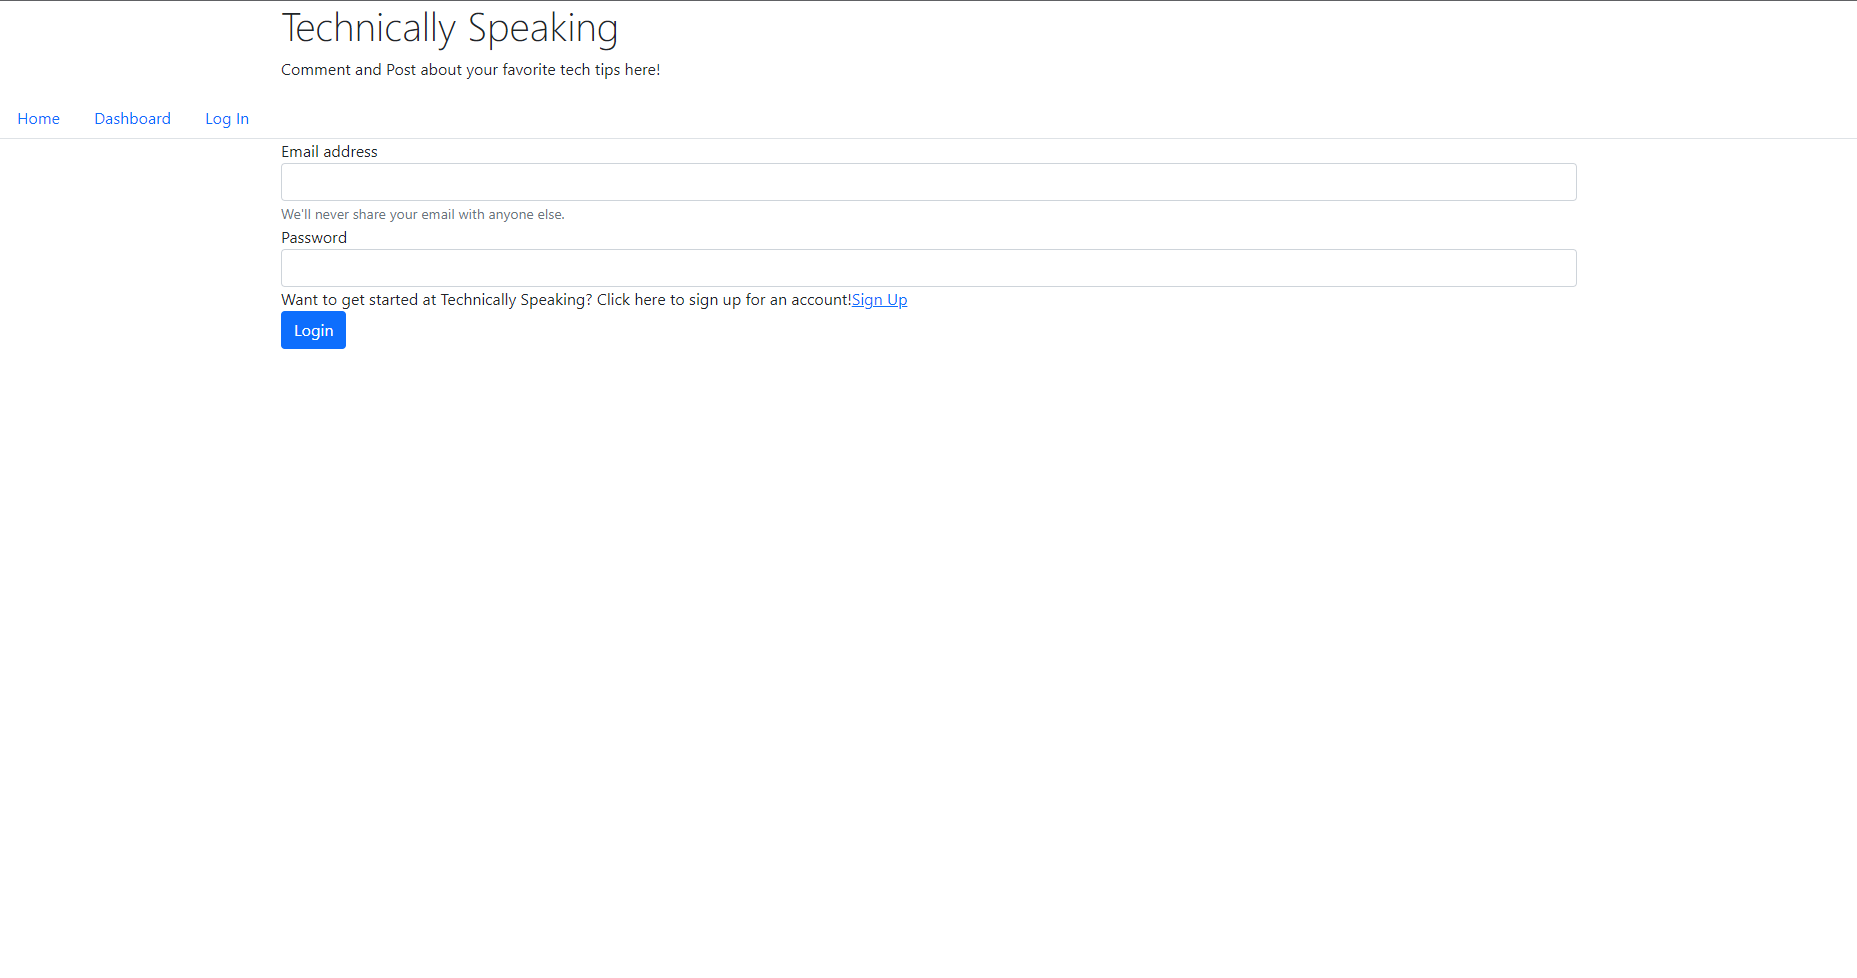 Technically Speaking
Comment and Post about your favorite tech tips here!
Home Dashboard Log In
Email address
We'll never share your email with anyone else.
Password
Want to get started at Technically Speaking? Click here to sign up for an account!Sign Up
Login